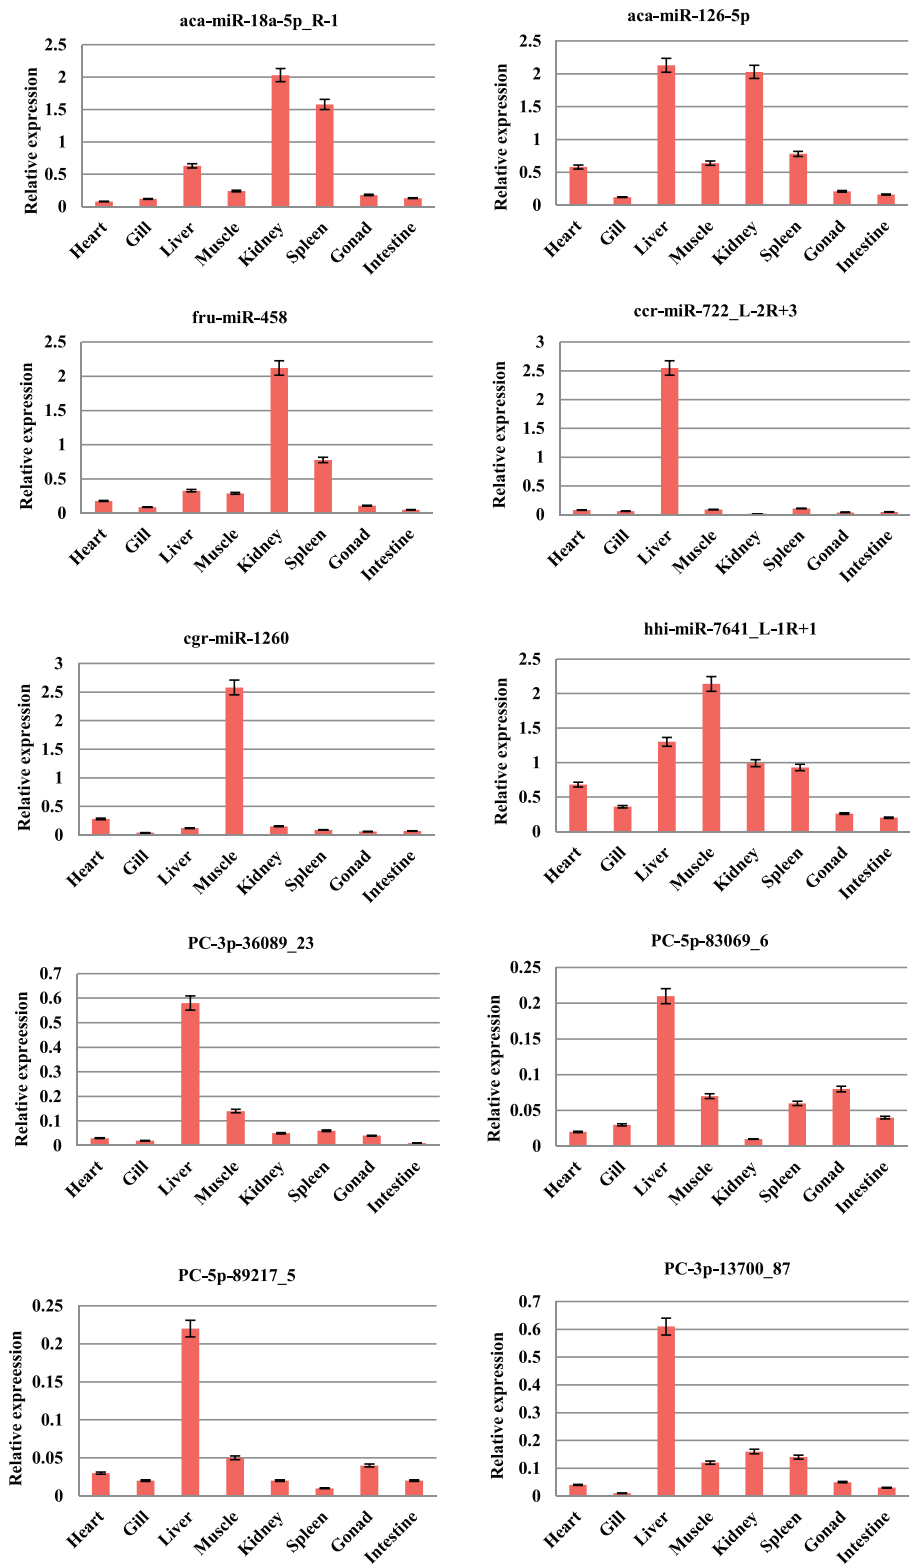 aca-miR-18a-5p_R-1
Relative expression
2.5
2
1.5
1
0.5
0
Heart
Gill
Liver
Muscle
Kidney
Spleen
Gonad
Intestine
aca-miR-126-5p
Relative expression
2.5
2
1.5
1
0.5
0
Heart
Gill
Liver
Muscle
Kidney
Spleen
Gonad
Intestine
fru-miR-458
Relative expression
2.5
2
1.5
1
0.5
0
Heart
Gill
Liver
Muscle
Kidney
Spleen
Gonad
Intestine
ccr-miR-722_L-2R+3
Relative expression
3
2.5
2
1.5
1
0.5
0
Heart
Gill
Liver
Muscle
Kidney
Spleen
Gonad
Intestine
cgr-miR-1260
Relative expression
3
2.5
2
1.5
1
0.5
0
Heart
Gill
Liver
Muscle
Kidney
Spleen
Gonad
Intestine
hhi-miR-7641_L-1R+1
Relative expression
2.5
2
1.5
1
0.5
0
Heart
Gill
Liver
Muscle
Kidney
Spleen
Gonad
Intestine
PC-3p-36089_23
Relative expreession
0.7
0.6
0.5
0.4
0.3
0.2
0.1
0
Heart
Gill
Liver
Muscle
Kidney
Spleen
Gonad
Intestine
PC-5p-83069_6
Relative expression
0.25
0.2
0.15
0.1
0.05
0
Heart
Gill
Liver
Muscle
Kidney
Spleen
Gonad
Intestine
PC-5p-89217_5
Relative expreession
0.25
0.2
0.15
0.1
0.05
0
Heart
Gill
Liver
Muscle
Kidney
Spleen
Gonad
Intestine
PC-3p-13700_87
Relative expression
0.7
0.6
0.5
0.4
0.3
0.2
0.1
0
Heart
Gill
Liver
Muscle
Kidney
Spleen
Gonad
Intestine